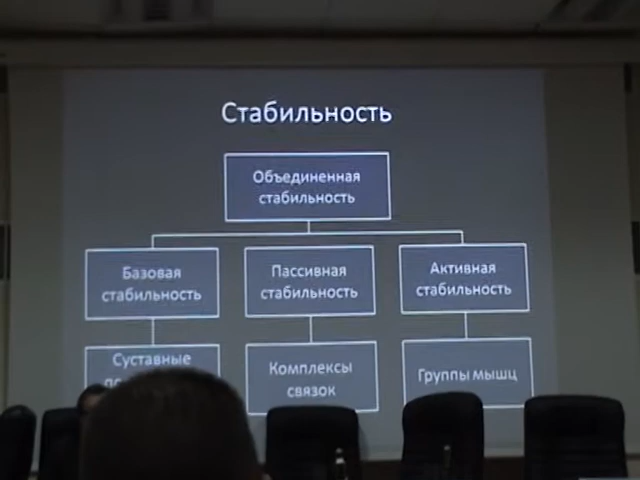 Стабильность
Объединенная
стабильность
Базовая
стабильность
Пассивная
стабильность
Активная
стабильность
Суставные
Комплексы
связок
Группы мышц